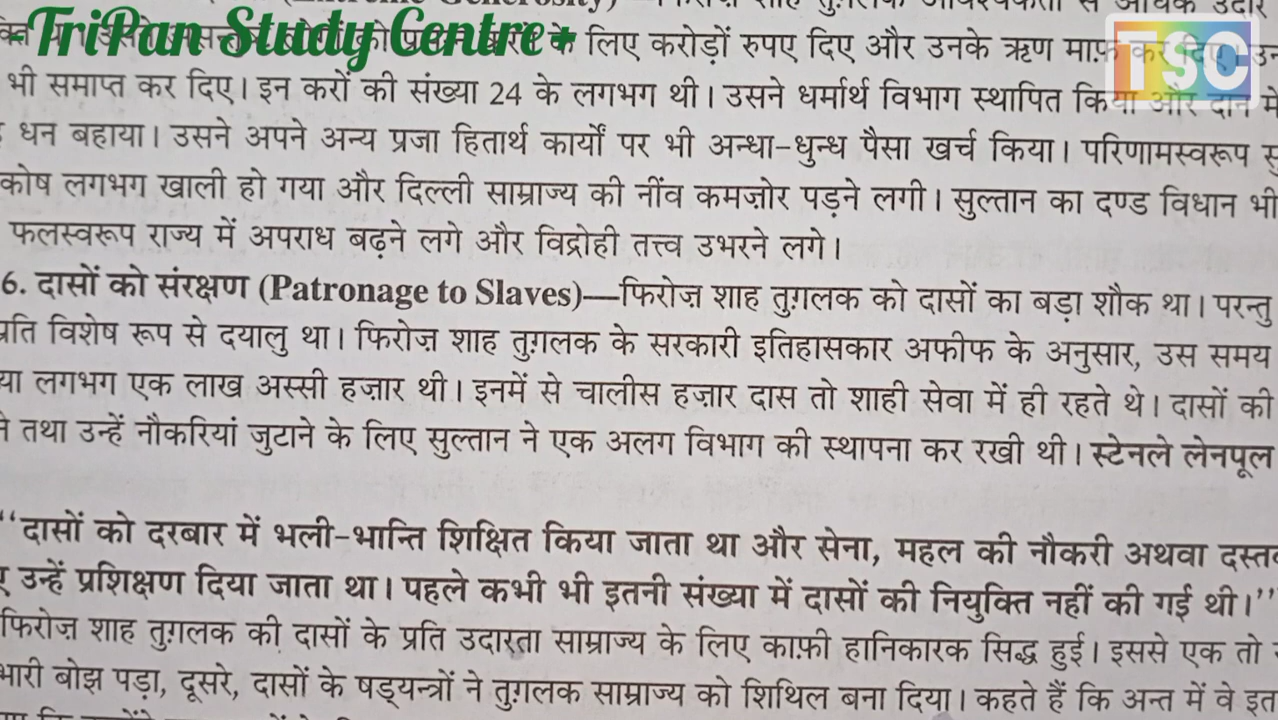 (Extreme Generosity)
-TriPan Study Centre-
TSC
के लिए करोड़ों रुपए दिए और उनके ऋण माफ़ कर दिए। उन
भी समाप्त कर दिए। इन करों की संख्या 24 के लगभग थी। उसने धर्मार्थ विभाग स्थापित किया और दान में
धन बहाया। उसने अपने अन्य प्रजा हितार्थ कार्यों पर भी अन्धा-धुन्ध पैसा खर्च किया। परिणामस्वरूप सु
कोष लगभग खाली हो गया और दिल्ली साम्राज्य की नींव कमज़ोर पड़ने लगी। सुल्तान का दण्ड विधान भी
फलस्वरूप राज्य में अपराध बढ़ने लगे और विद्रोही तत्त्व उभरने लगे।
6. दासों को संरक्षण (Patronage to Slaves)—फिरोज़ शाह तुग़लक को दासों का बड़ा शौक था। परन्तु
प्रति विशेष रूप से दयालु था। फिरोज़ शाह तुग़लक के सरकारी इतिहासकार अफीफ के अनुसार, उस समय
या लगभग एक लाख अस्सी हज़ार थी। इनमें से चालीस हज़ार दास तो शाही सेवा में ही रहते थे। दासों की
ने तथा उन्हें नौकरियां जुटाने के लिए सुल्तान ने एक अलग विभाग की स्थापना कर रखी थी। स्टेनले लेनपूल
‘‘दासों को दरबार में भली-भान्ति शिक्षित किया जाता था और सेना, महल की नौकरी अथवा दस्त
ए उन्हें प्रशिक्षण दिया जाता था। पहले कभी भी इतनी संख्या में दासों की नियुक्ति नहीं की गई थी।’’
फिरोज़ शाह तुग़लक की दासों के प्रति उदारता साम्राज्य के लिए काफ़ी हानिकारक सिद्ध हुई। इससे एक तो
भारी बोझ पड़ा, दूसरे, दासों के षड्यन्त्रों ने तुग़लक साम्राज्य को शिथिल बना दिया। कहते हैं कि अन्त में वे इत